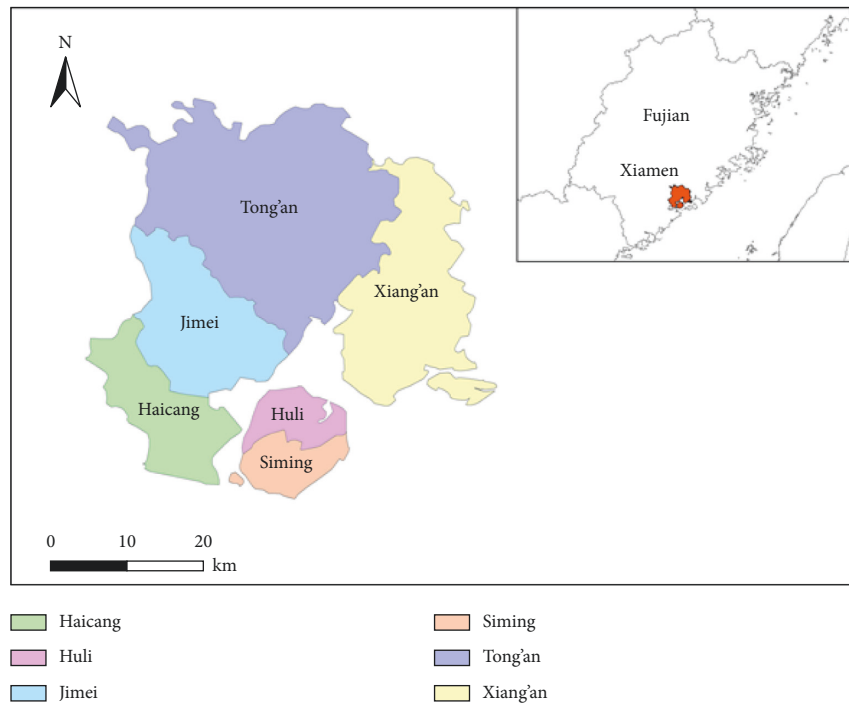 N
Fujian
Xiamen
Tong'an
Xiang'an
Jimei
Haicang
Huli
Siming
0 10 20
km
Haicang
Huli
Jimei
Siming
Tong'an
Xiang'an